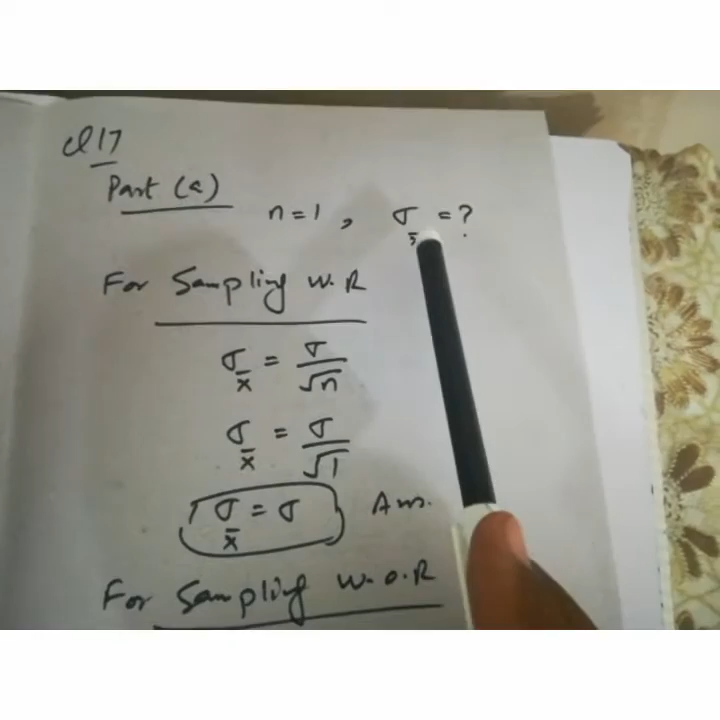 Q17
Part (a)
n=1, σx̄ =?
For Sampling W.R
σx̄ = σ/√n
σx̄ = σ/√1
σx̄ = σ Ans.
For Sampling W.O.R